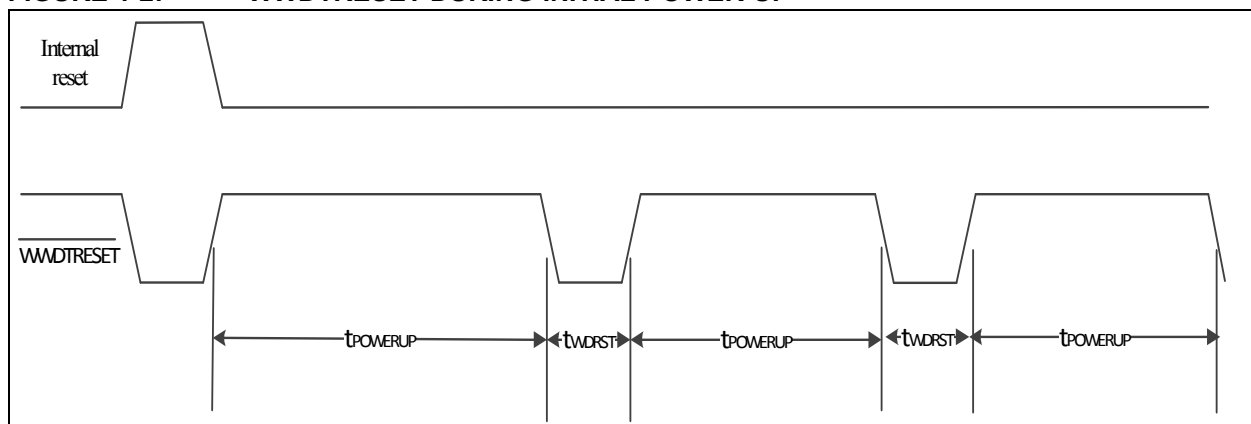 Internal
reset
WWDTRESET
tPOWERUP
tWDRST
tPOWERUP
tWDRST
tPOWERUP